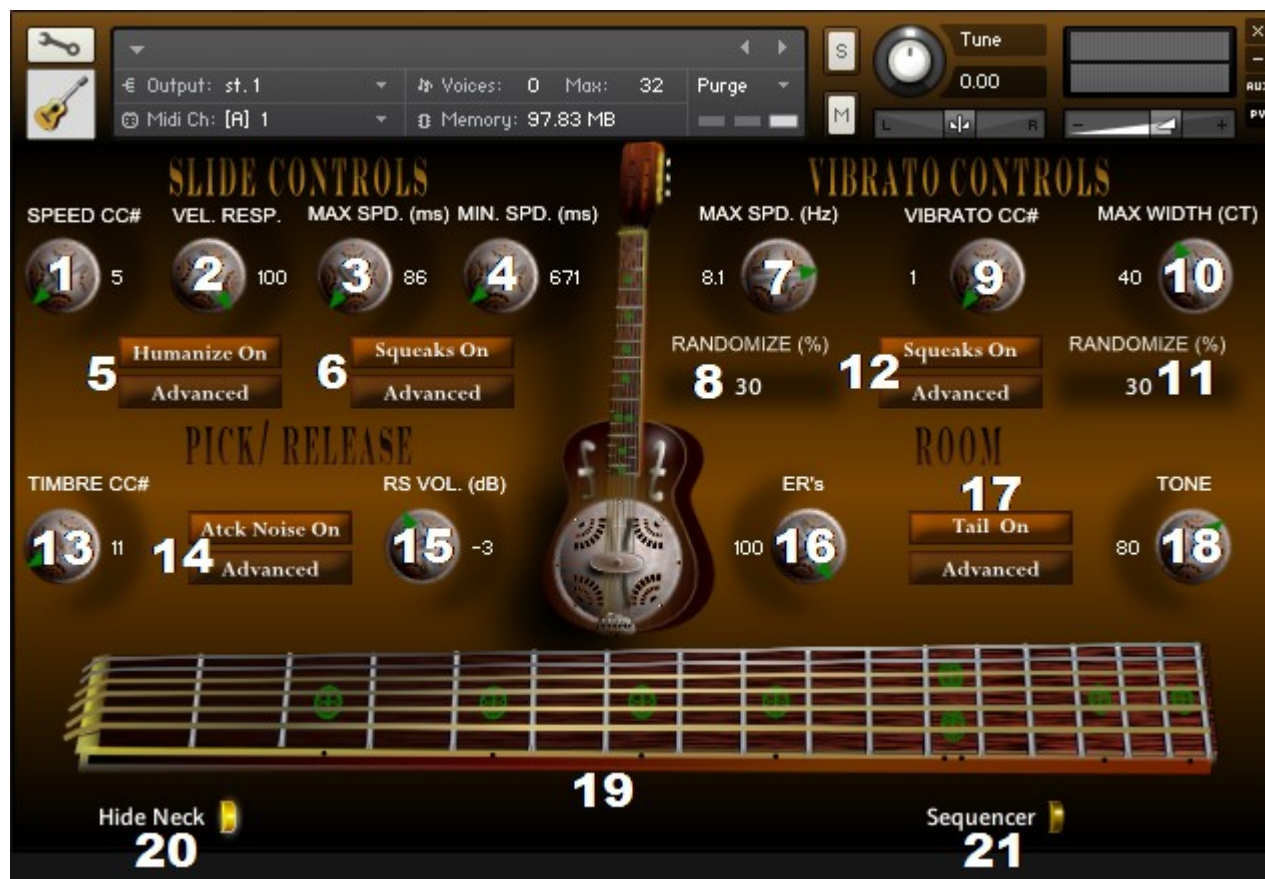 S
Tune
Output: st.1
Voices: 0 Max: 32
Purge
0.00
AUX
Midi Ch: [A] 1
Memory: 97.83 MB
M
L
R
PV
SLIDE CONTROLS
VIBRATO CONTROLS
SPEED CC#
VEL. RESP.
MAX SPD. (ms)
MIN. SPD. (ms)
MAX SPD. (Hz)
VIBRATO CC#
MAX WIDTH (CT)
1
5
2
100
3
86
4
671
8.1
7
1
9
40
10
5
Humanize On
Advanced
6
Squeaks On
Advanced
RANDOMIZE (%)
8
30
12
Squeaks On
Advanced
RANDOMIZE (%)
30
11
PICK/ RELEASE
ROOM
TIMBRE CC#
RS VOL. (dB)
ER's
17
TONE
13
11
14
Atck Noise On
Advanced
15
-3
100
16
Tail On
Advanced
80
18
19
Hide Neck
20
Sequencer
21